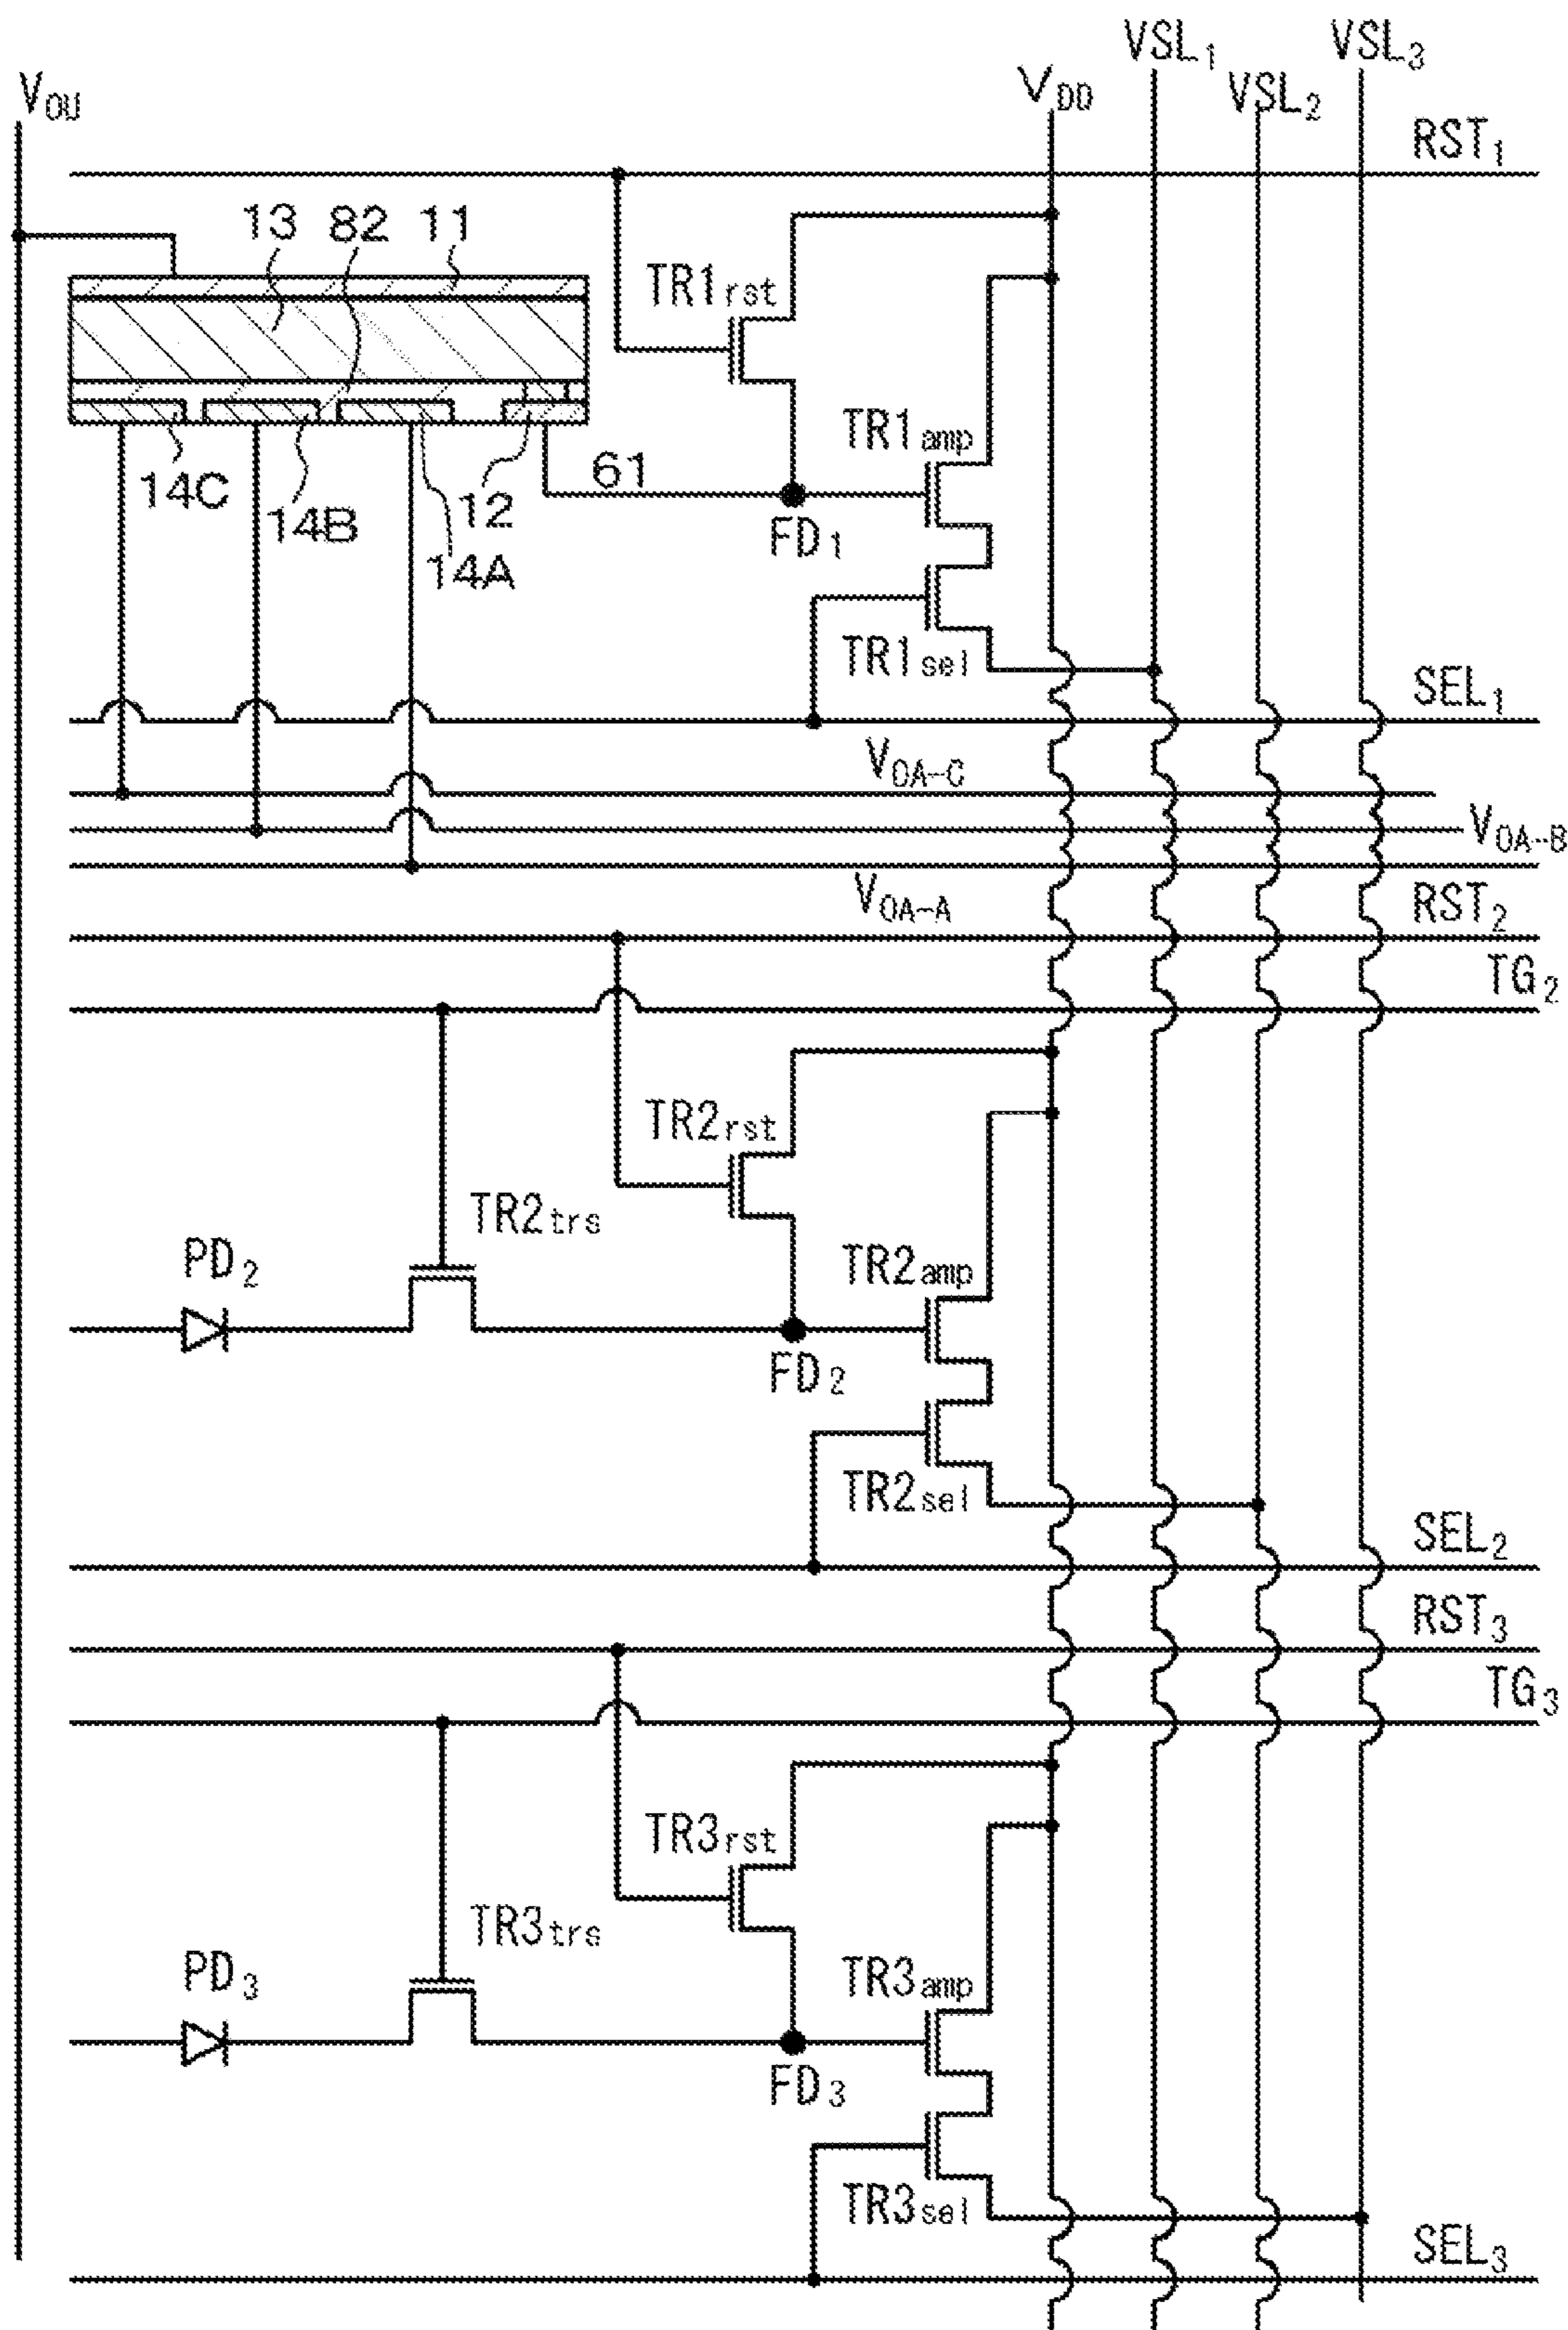 VSL1 VSL3
VOU VDD VSL2
RST1
13 82 11
TR1rst
TR1amp
14C 14B 12 61
FD1
14A
TR1sel
SEL1
VOA-C
VOA-B
VOA-A RST2
TG2
TR2rst
TR2trs
PD2 TR2amp
FD2
TR2sel
SEL2
RST3
TG3
TR3rst
TR3trs
PD3 TR3amp
FD3
TR3sel
SEL3